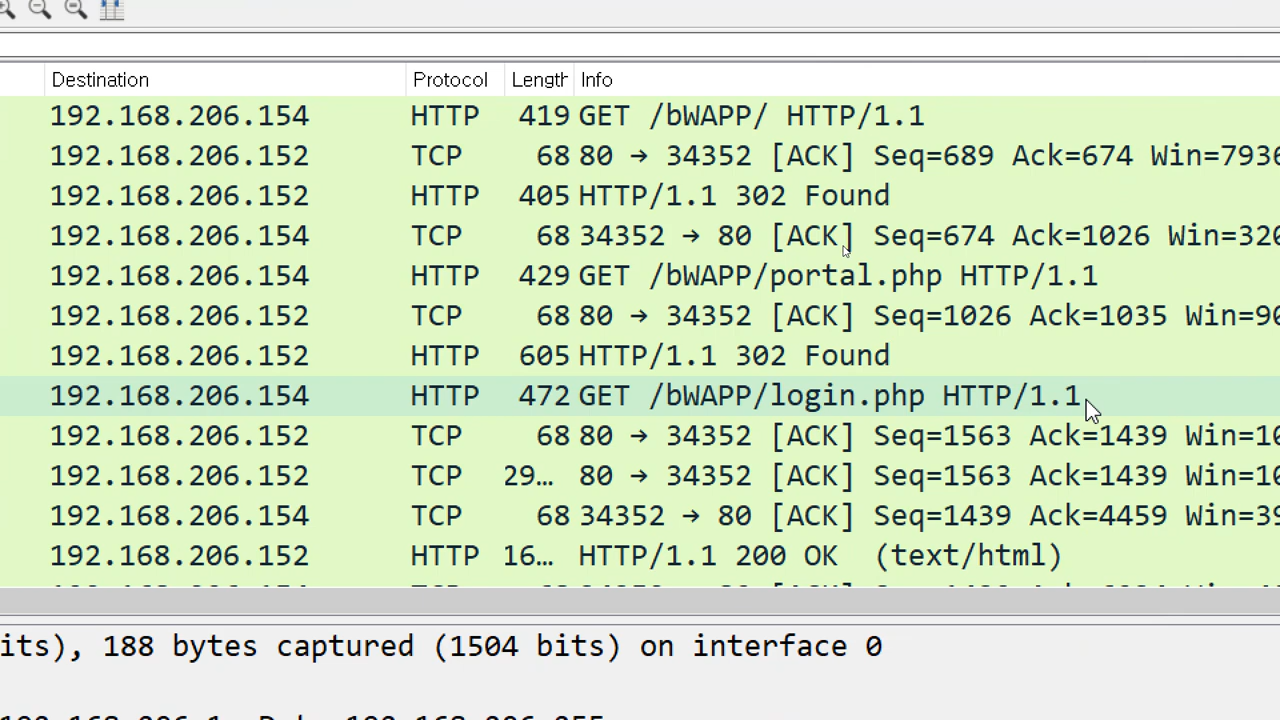 Destination Protocol Length Info
192.168.206.154 HTTP 419 GET /bWAPP/ HTTP/1.1
192.168.206.152 TCP 68 80 → 34352 [ACK] Seq=689 Ack=674 Win=7936
192.168.206.152 HTTP 405 HTTP/1.1 302 Found
192.168.206.154 TCP 68 34352 → 80 [ACK] Seq=674 Ack=1026 Win=320
192.168.206.154 HTTP 429 GET /bWAPP/portal.php HTTP/1.1
192.168.206.152 TCP 68 80 → 34352 [ACK] Seq=1026 Ack=1035 Win=90
192.168.206.152 HTTP 605 HTTP/1.1 302 Found
192.168.206.154 HTTP 472 GET /bWAPP/login.php HTTP/1.1
192.168.206.152 TCP 68 80 → 34352 [ACK] Seq=1563 Ack=1439 Win=10
192.168.206.152 TCP 29… 80 → 34352 [ACK] Seq=1563 Ack=1439 Win=10
192.168.206.154 TCP 68 34352 → 80 [ACK] Seq=1439 Ack=4459 Win=39
192.168.206.152 HTTP 16… HTTP/1.1 200 OK (text/html)
its), 188 bytes captured (1504 bits) on interface 0